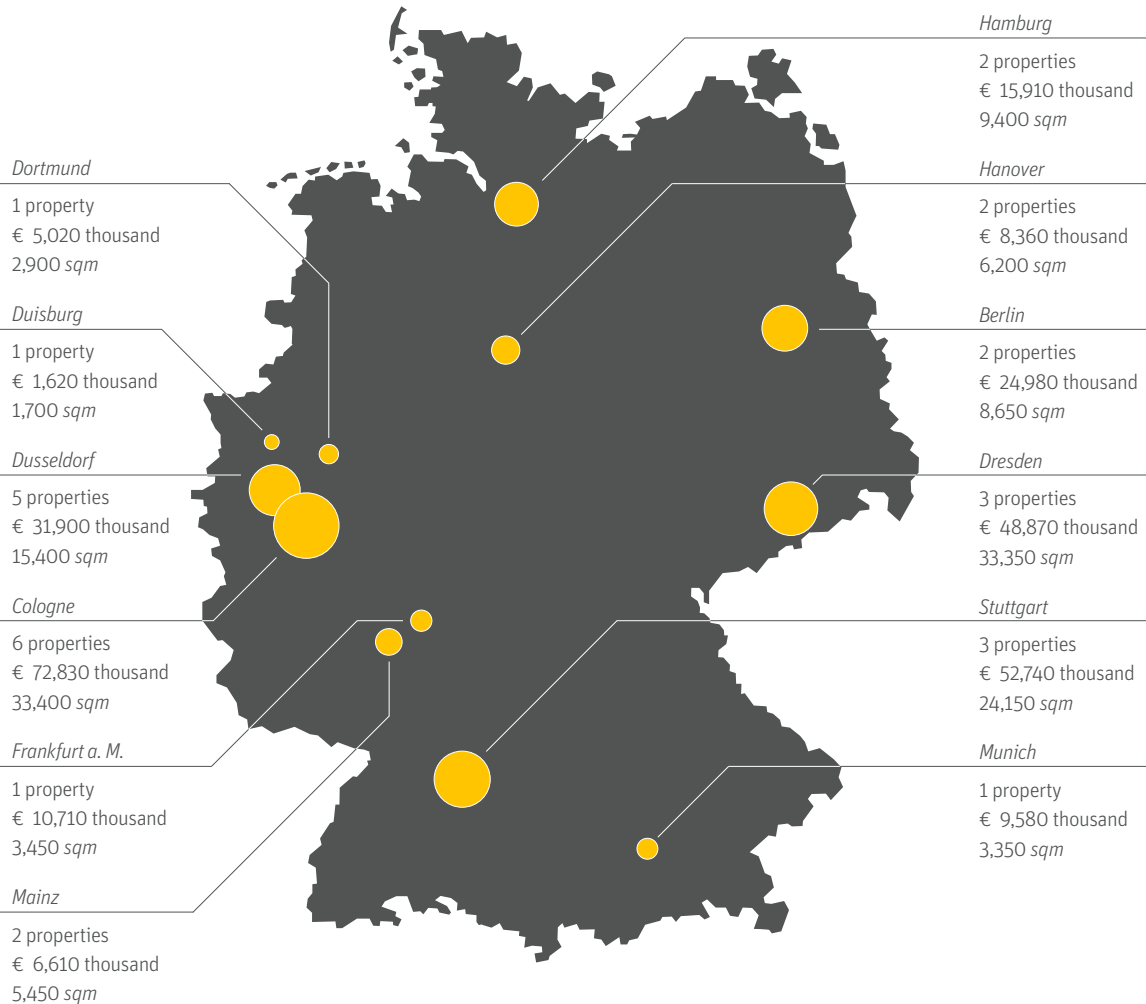 Dortmund
1 property
€ 5,020 thousand
2,900 sqm
Duisburg
1 property
€ 1,620 thousand
1,700 sqm
Dusseldorf
5 properties
€ 31,900 thousand
15,400 sqm
Cologne
6 properties
€ 72,830 thousand
33,400 sqm
Frankfurt a. M.
1 property
€ 10,710 thousand
3,450 sqm
Mainz
2 properties
€ 6,610 thousand
5,450 sqm
Hamburg
2 properties
€ 15,910 thousand
9,400 sqm
Hanover
2 properties
€ 8,360 thousand
6,200 sqm
Berlin
2 properties
€ 24,980 thousand
8,650 sqm
Dresden
3 properties
€ 48,870 thousand
33,350 sqm
Stuttgart
3 properties
€ 52,740 thousand
24,150 sqm
Munich
1 property
€ 9,580 thousand
3,350 sqm